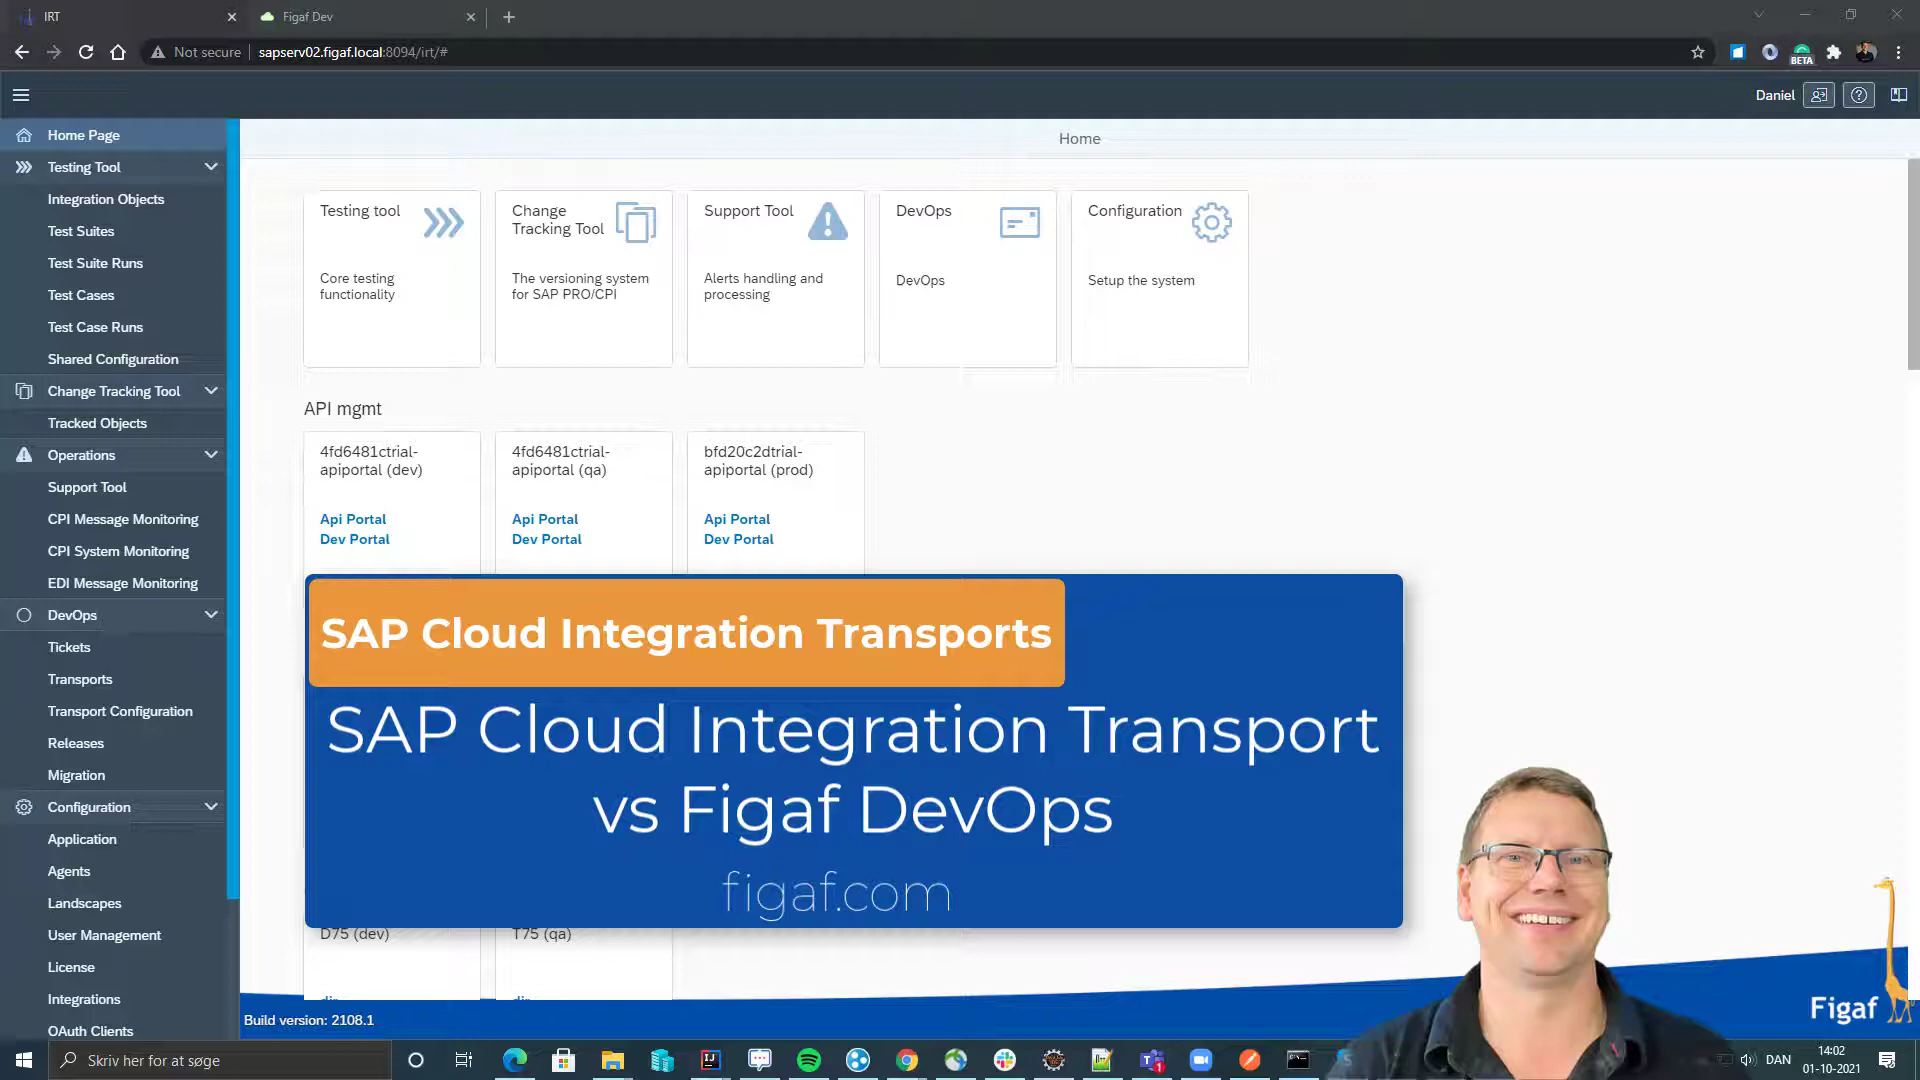 IRT
Figaf Dev
Not secure
sapserv02.figaf.local:8094/irt/#
BETA
Daniel
Home Page
Testing Tool
Integration Objects
Test Suites
Test Suite Runs
Test Cases
Test Case Runs
Shared Configuration
Change Tracking Tool
Tracked Objects
Operations
Support Tool
CPI Message Monitoring
CPI System Monitoring
EDI Message Monitoring
DevOps
Tickets
Transports
Transport Configuration
Releases
Migration
Configuration
Application
Agents
Landscapes
User Management
License
Integrations
OAuth Clients
Home
Testing tool
Core testing
functionality
Change
Tracking Tool
The versioning system
for SAP PRO/CPI
Support Tool
Alerts handling and
processing
DevOps
DevOps
Configuration
Setup the system
API mgmt
4fd6481ctrial-
apiportal (dev)
Api Portal
Dev Portal
4fd6481ctrial-
apiportal (qa)
Api Portal
Dev Portal
bfd20c2dtrial-
apiportal (prod)
Api Portal
Dev Portal
SAP Cloud Integration Transports
SAP Cloud Integration Transport
vs Figaf DevOps
figaf.com
D75 (dev)
T75 (qa)
Figaf
Build version: 2108.1
Skriv her for at søge
DAN
14:02
01-10-2021